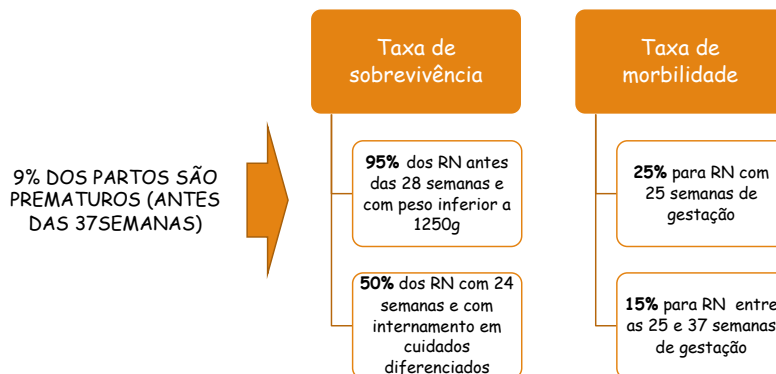 9% DOS PARTOS SÃO
PREMATUROS (ANTES
DAS 37SEMANAS)
Taxa de
sobrevivência
95% dos RN antes
das 28 semanas e
com peso inferior a
1250g
50% dos RN com 24
semanas e com
internamento em
cuidados
diferenciados
Taxa de
morbilidade
25% para RN com
25 semanas de
gestação
15% para RN entre
as 25 e 37 semanas
de gestação